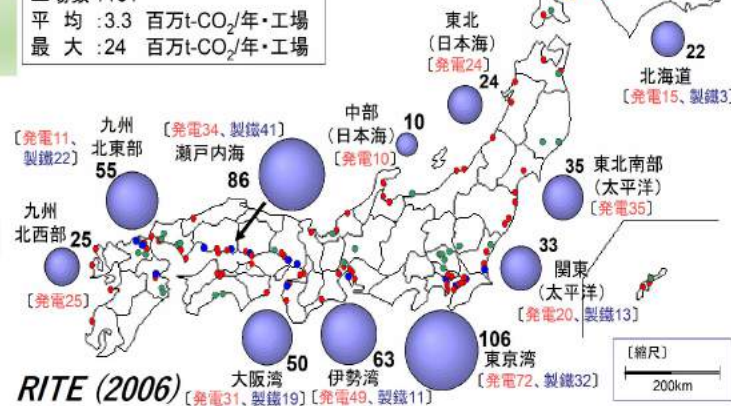 平 均 :3.3 百万t-CO2/年・工場
最 大 :24 百万t-CO2/年・工場
東北
(日本海)
[発電24]
24
22
北海道
[発電15、製鐵3]
中部
(日本海)
[発電10]
10
[発電34、製鐵41]
瀬戸内海
86
[発電11、
製鐵22]
九州
北東部
55
35
東北南部
(太平洋)
[発電35]
九州
北西部
25
[発電25]
33
関東
(太平洋)
[発電20、製鐵13]
106
東京湾
[発電72、製鐵32]
63
伊勢湾
[発電49、製鐵11]
50
大阪湾
[発電31、製鐵19]
[縮尺]
200km
RITE (2006)